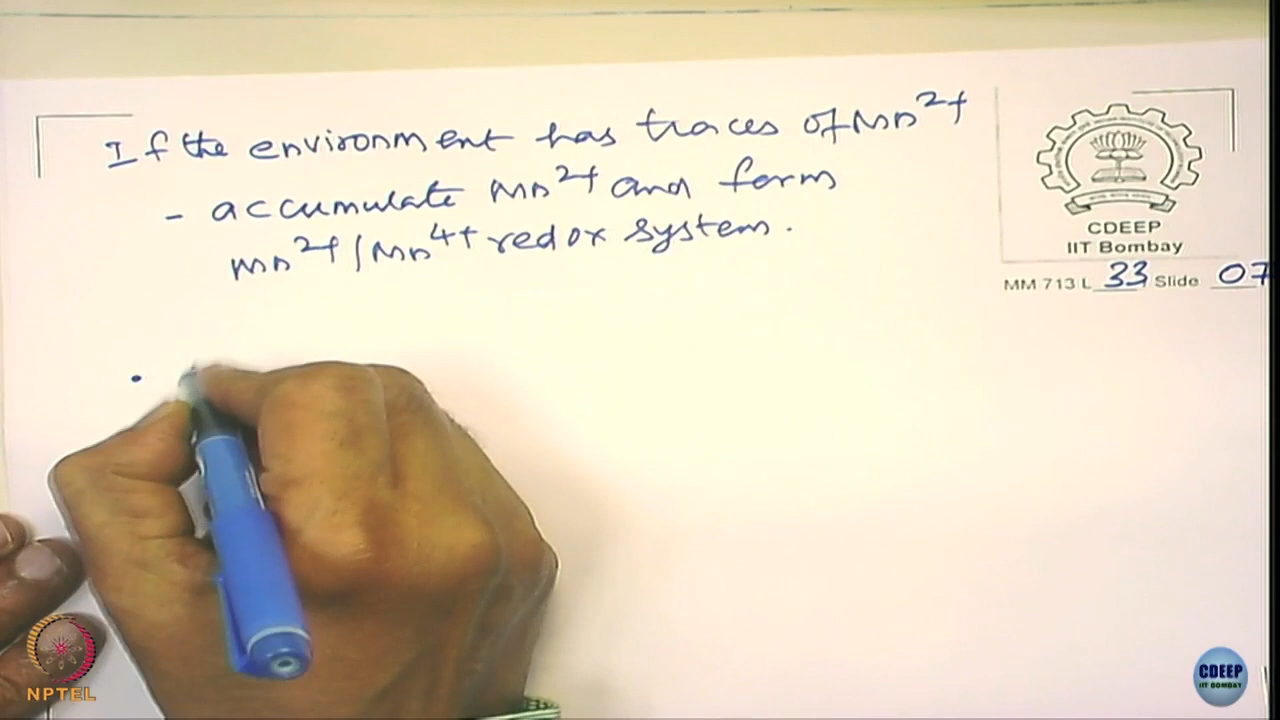 If the environment has traces of Mn2+
- accumulate Mn2+ and form
Mn2+/Mn4+ redox system.
CDEEP
IIT Bombay
MM 713 L 33 Slide 07
NPTEL
CDEEP
IIT BOMBAY